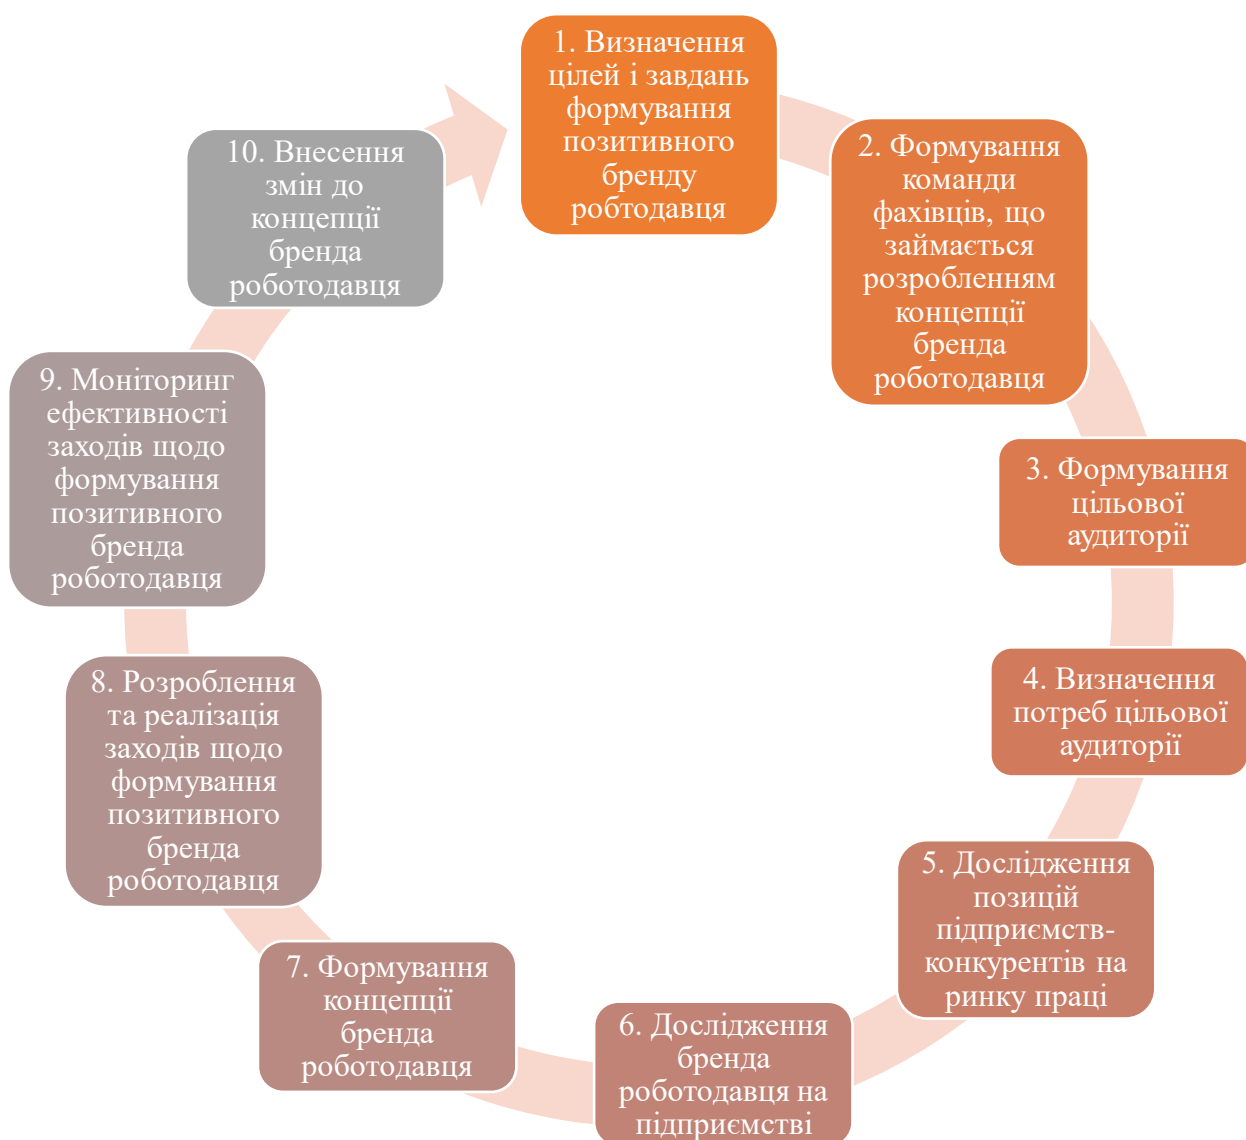 1. Визначення
цілей і завдань
формування
позитивного
бренду
робтодавця
2. Формування
команди
фахівців, що
займається
розробленням
концепції
бренда
роботодавця
3. Формування
цільової
аудиторії
4. Визначення
потреб цільової
аудиторії
5. Дослідження
позицій
підприємств-
конкурентів на
ринку праці
6. Дослідження
бренда
роботодавця на
підприємстві
7. Формування
концепції
бренда
роботодавця
8. Розроблення
та реалізація
заходів щодо
формування
позитивного
бренда
роботодавця
9. Моніторинг
ефективності
заходів щодо
формування
позитивного
бренда
роботодавця
10. Внесення
змін до
концепції
бренда
роботодавця